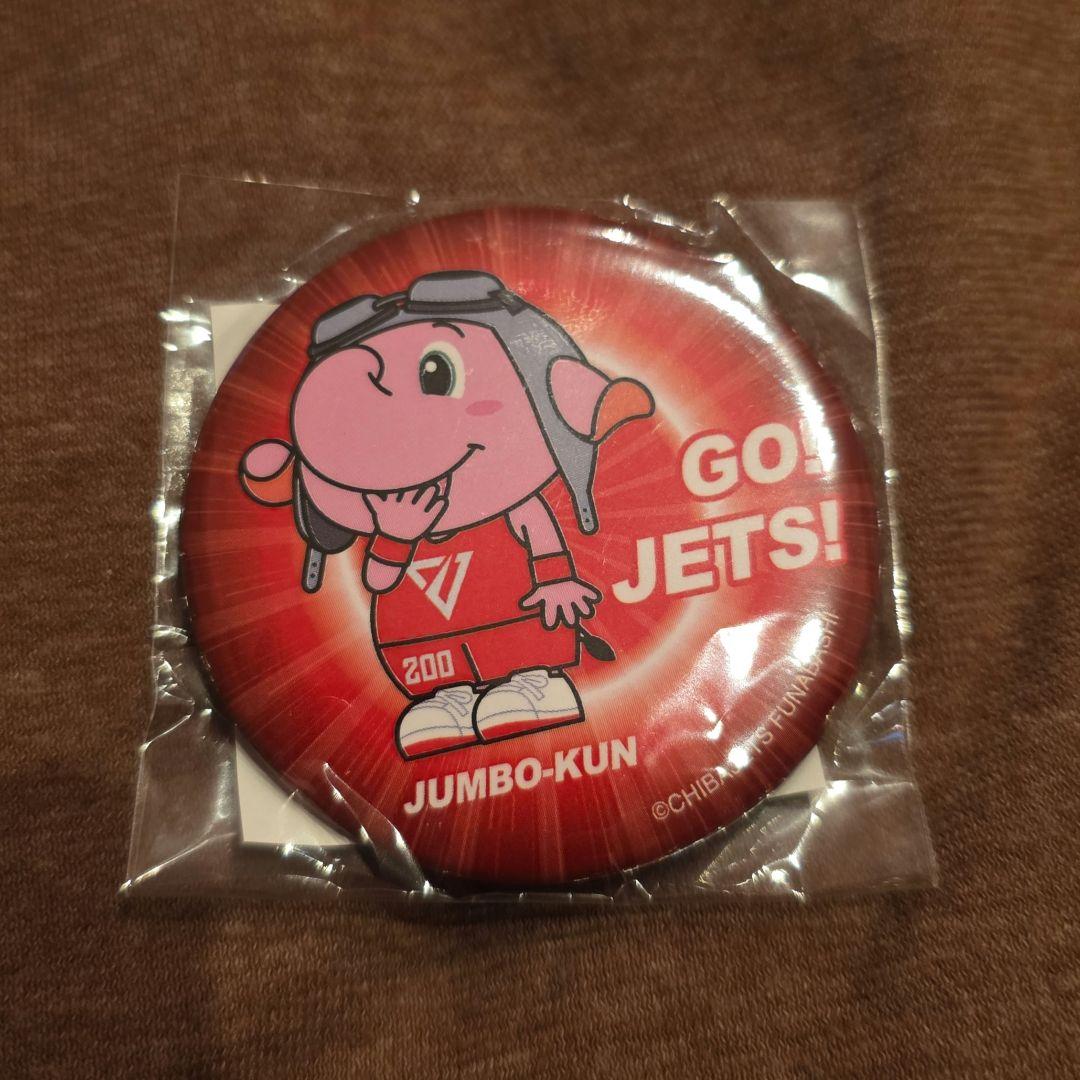 GO!
JETS!
200
JUMBO-KUN
©CHIBA JETS FUNABASHI